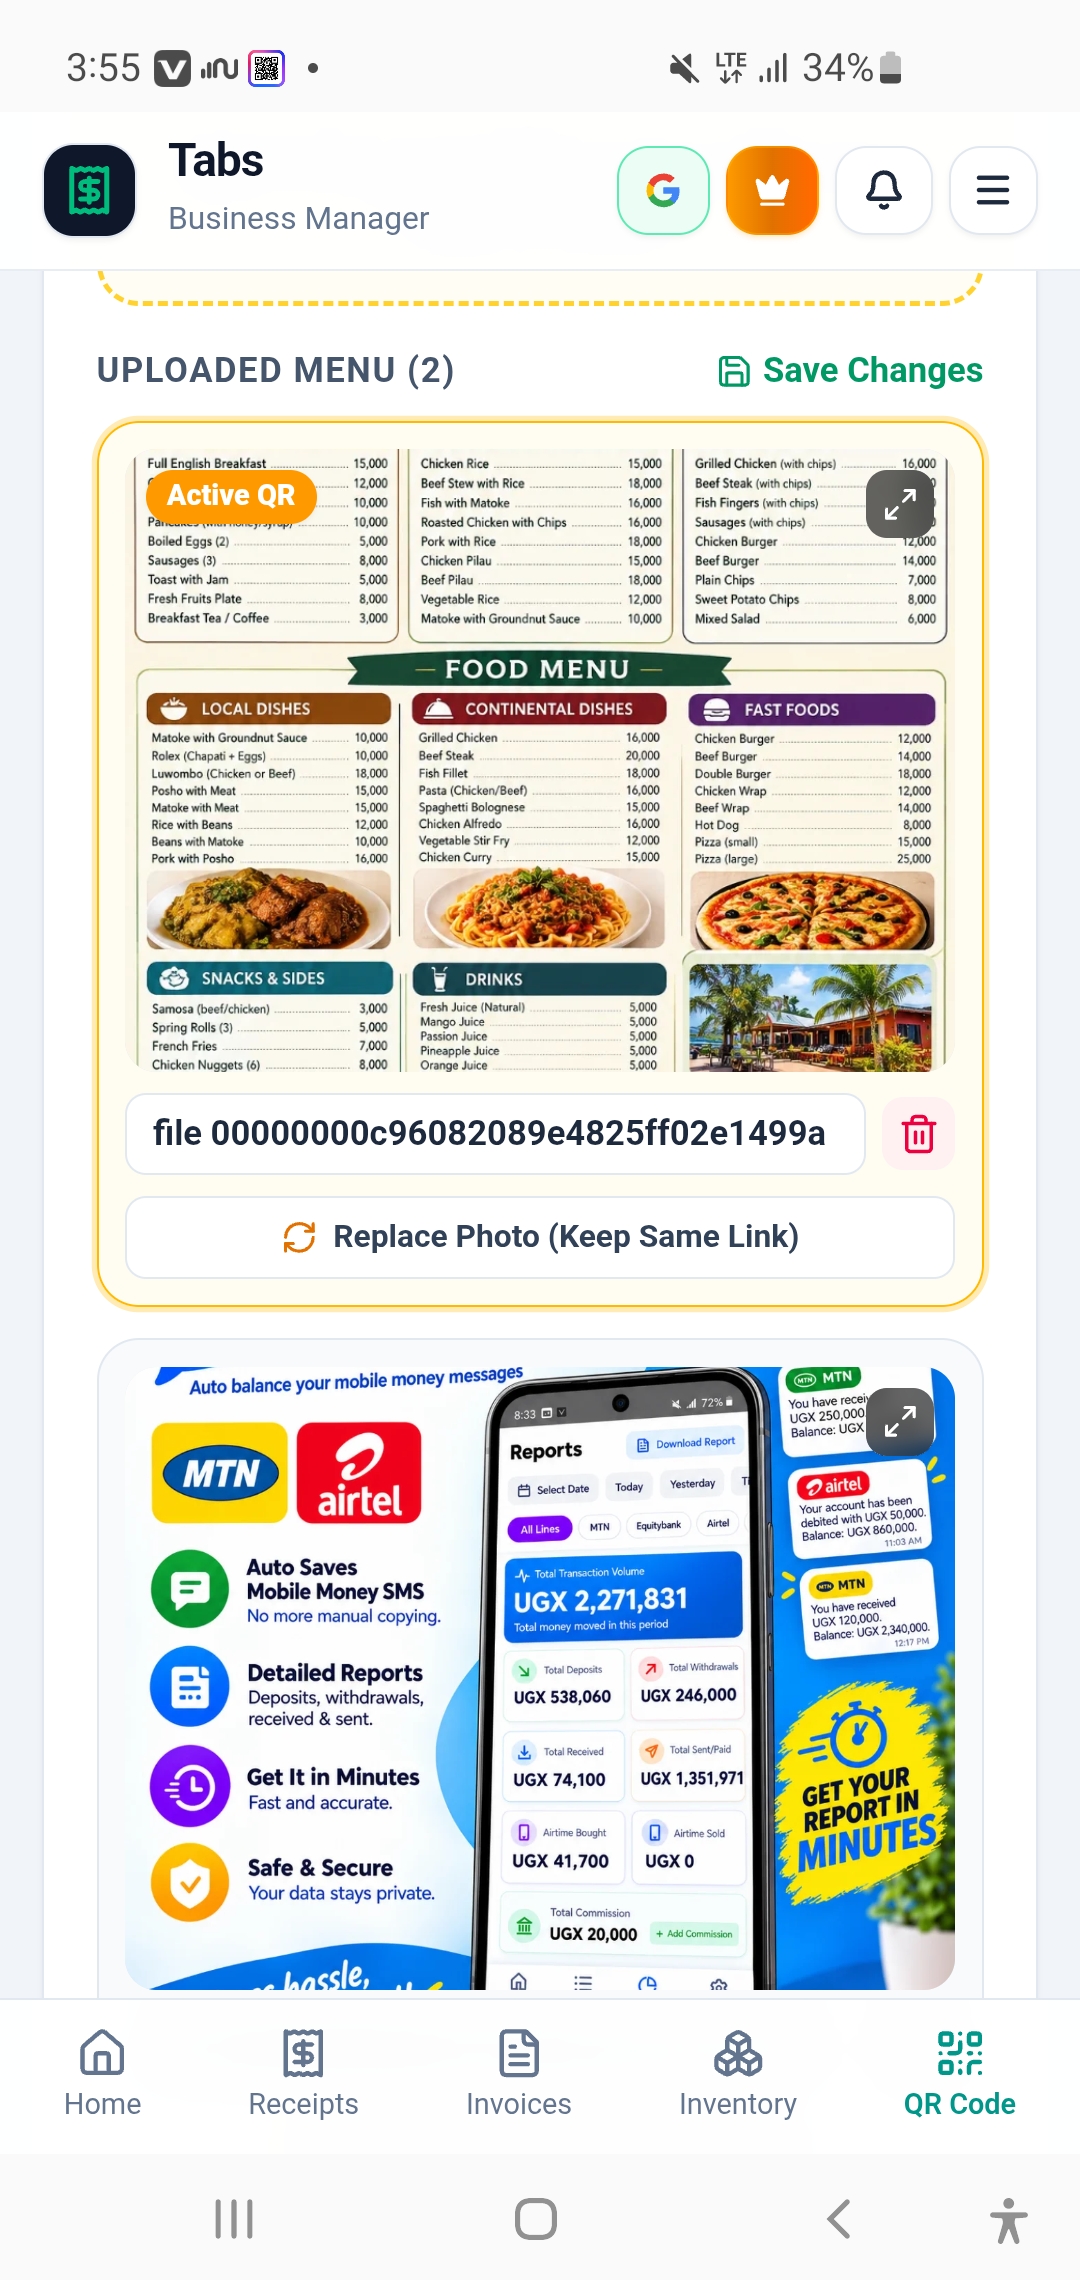 3:55
LTE
34%
Tabs
Business Manager
UPLOADED MENU (2)
Save Changes
Active QR
Full English Breakfast 15,000
12,000
10,000
10,000
Boiled Eggs (2) 5,000
Sausages (3) 8,000
Toast with Jam 5,000
Fresh Fruits Plate 8,000
Breakfast Tea / Coffee 3,000
Chicken Rice 15,000
Beef Stew with Rice 18,000
Fish with Matoke 16,000
Roasted Chicken with Chips 16,000
Pork with Rice 18,000
Chicken Pilau 15,000
Beef Pilau 18,000
Vegetable Rice 12,000
Matoke with Groundnut Sauce 10,000
Grilled Chicken (with chips) 16,000
Beef Steak (with chips)
Fish Fingers (with chips)
Sausages (with chips)
Chicken Burger 12,000
Beef Burger 14,000
Plain Chips 7,000
Sweet Potato Chips 8,000
Mixed Salad 6,000
FOOD MENU
LOCAL DISHES
Matoke with Groundnut Sauce 10,000
Rolex (Chapati + Eggs) 10,000
Luwombo (Chicken or Beef) 18,000
Posho with Meat 15,000
Matoke with Meat 15,000
Rice with Beans 12,000
Beans with Matoke 10,000
Pork with Posho 16,000
CONTINENTAL DISHES
Grilled Chicken 16,000
Beef Steak 20,000
Fish Fillet 18,000
Pasta (Chicken/Beef) 16,000
Spaghetti Bolognese 15,000
Chicken Alfredo 16,000
Vegetable Stir Fry 12,000
Chicken Curry 15,000
FAST FOODS
Chicken Burger 12,000
Beef Burger 14,000
Double Burger 18,000
Chicken Wrap 12,000
Beef Wrap 14,000
Hot Dog 8,000
Pizza (small) 15,000
Pizza (large) 25,000
SNACKS & SIDES
Samosa (beef/chicken) 3,000
Spring Rolls (3) 5,000
French Fries 7,000
Chicken Nuggets (6) 8,000
DRINKS
Fresh Juice (Natural) 5,000
Mango Juice 5,000
Passion Juice 5,000
Pineapple Juice 5,000
Orange Juice 5,000
file 00000000c96082089e4825ff02e1499a
Replace Photo (Keep Same Link)
Auto balance your mobile money messages
MTN
airtel
Auto Saves
Mobile Money SMS
No more manual copying.
Detailed Reports
Deposits, withdrawals,
received & sent.
Get It in Minutes
Fast and accurate.
Safe & Secure
Your data stays private.
hassle,
8:33
72%
Reports
Download Report
Select Date
Today
Yesterday
All Lines
MTN
Equitybank
Airtel
Total Transaction Volume
UGX 2,271,831
Total money moved in this period
Total Deposits
UGX 538,060
Total Withdrawals
UGX 246,000
Total Received
UGX 74,100
Total Sent/Paid
UGX 1,351,971
Airtime Bought
UGX 41,700
Airtime Sold
UGX 0
Total Commission
UGX 20,000
+ Add Commission
MTN MTN
You have
UGX 250,000
Balance: UGX
airtel
Your account has been
debited with UGX 50,000.
Balance: UGX 860,000.
11:03 AM
MTN MTN
You have received
UGX 120,000.
Balance: UGX 2,340,000.
12:17 PM
GET YOUR
REPORT IN
MINUTES
Home
Receipts
Invoices
Inventory
QR Code